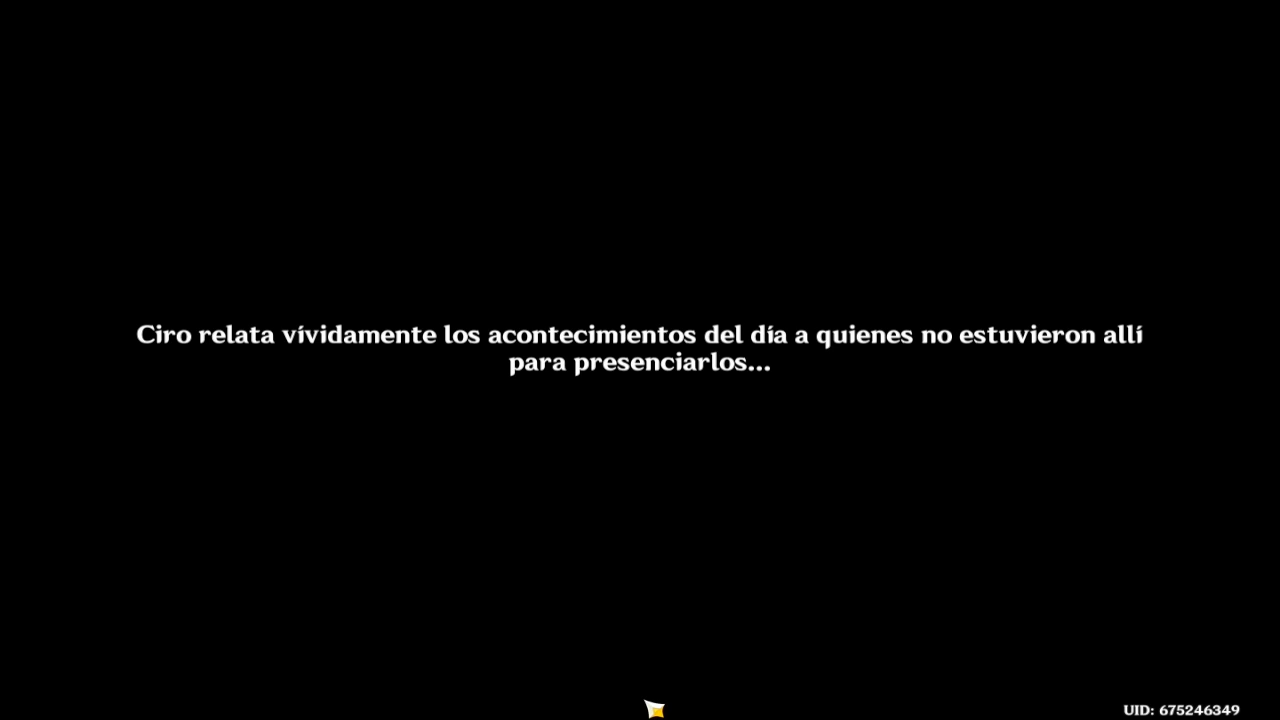 Ciro relata vívidamente los acontecimientos del día a quienes no estuvieron allí
para presenciarlos...
UID: 675246349